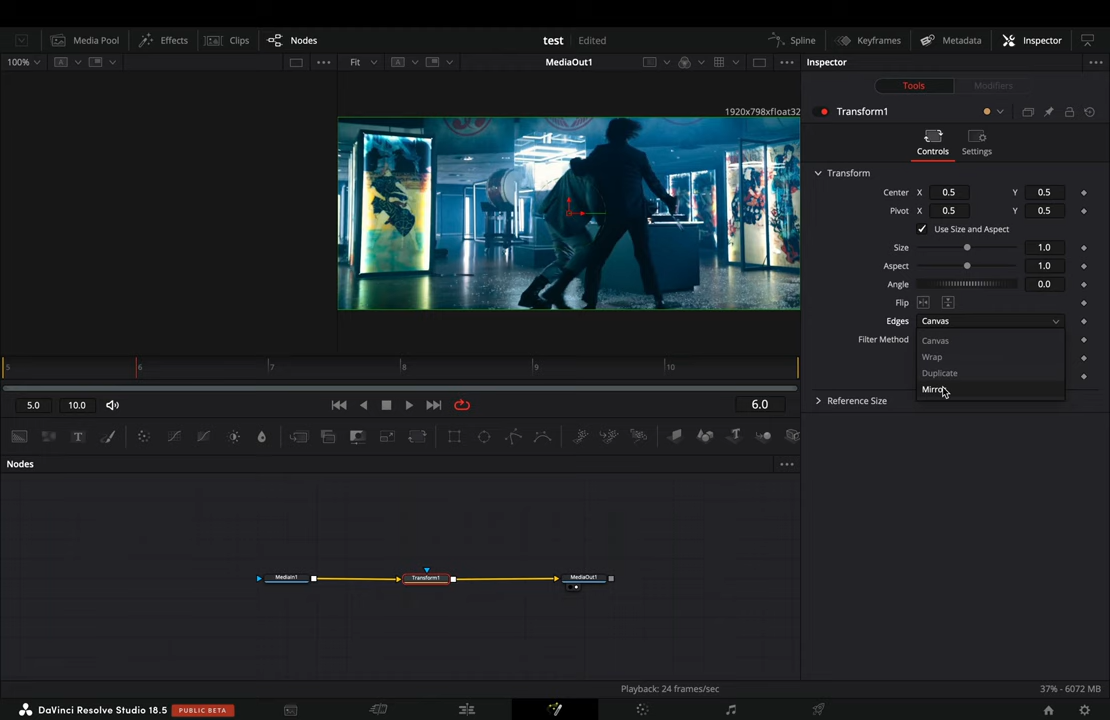 Media Pool Effects Clips Nodes test Edited Spline Keyframes Metadata Inspector
100% Fit MediaOut1 Inspector
Tools Modifiers
1920x798xfloat32
Transform1
Controls Settings
Transform
Center X 0.5 Y 0.5
Pivot X 0.5 Y 0.5
Use Size and Aspect
Size 1.0
Aspect 1.0
Angle 0.0
Flip
Edges Canvas
Filter Method
Canvas
Wrap
Duplicate
Mirror
Reference Size
5 6 7 8 9 10
5.0 10.0 6.0
Nodes
MediaIn1 Transform1 MediaOut1
Playback: 24 frames/sec 37% - 6072 MB
DaVinci Resolve Studio 18.5 PUBLIC BETA